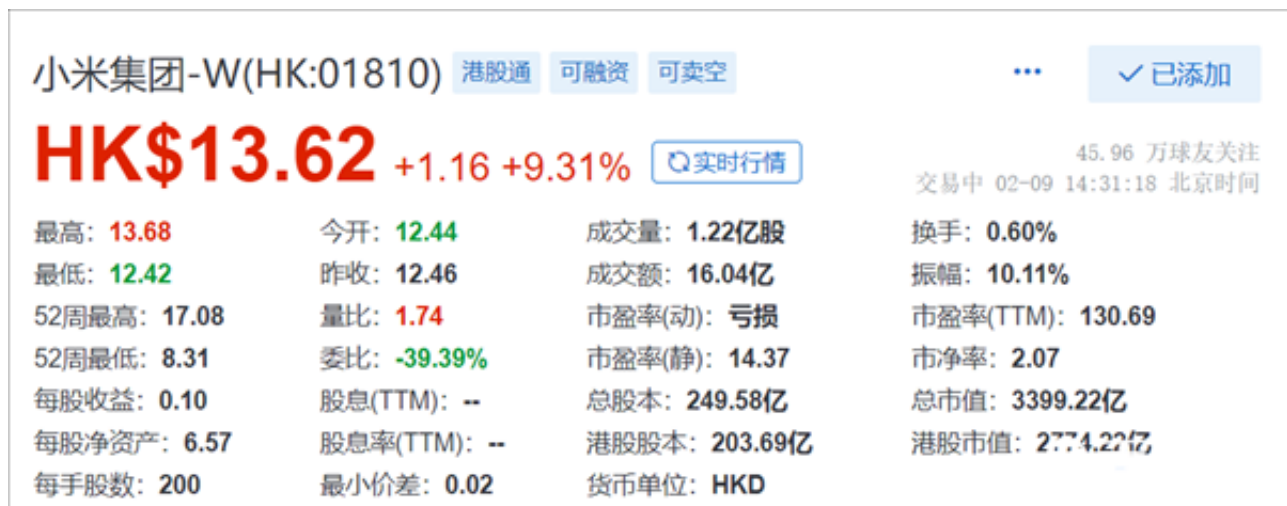 小米集团-W(HK:01810) 港股通 可融资 可卖空 ··· ✓已添加
HK$13.62 +1.16 +9.31% 实时行情
45.96 万球友关注
交易中 02-09 14:31:18 北京时间
最高：13.68 今开：12.44 成交量：1.22亿股 换手：0.60%
最低：12.42 昨收：12.46 成交额：16.04亿 振幅：10.11%
52周最高：17.08 量比：1.74 市盈率(动)：亏损 市盈率(TTM)：130.69
52周最低：8.31 委比：-39.39% 市盈率(静)：14.37 市净率：2.07
每股收益：0.10 股息(TTM)：-- 总股本：249.58亿 总市值：3399.22亿
每股净资产：6.57 股息率(TTM)：-- 港股股本：203.69亿 港股市值：
每手股数：200 最小价差：0.02 货币单位：HKD